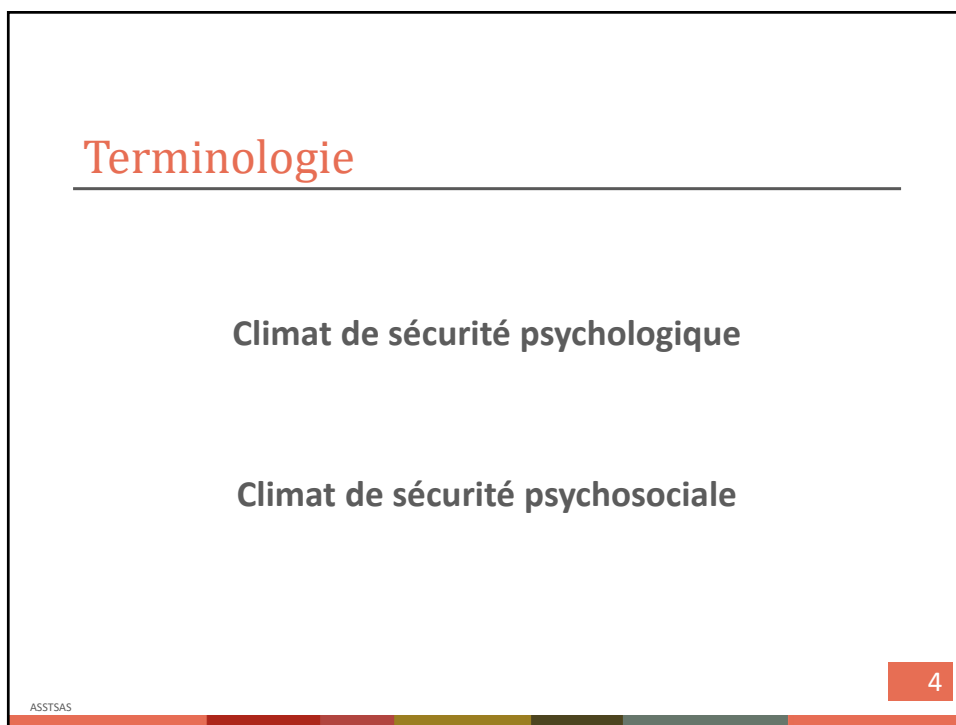 Terminologie
Climat de sécurité psychologique
Climat de sécurité psychosociale
4
ASSTSAS